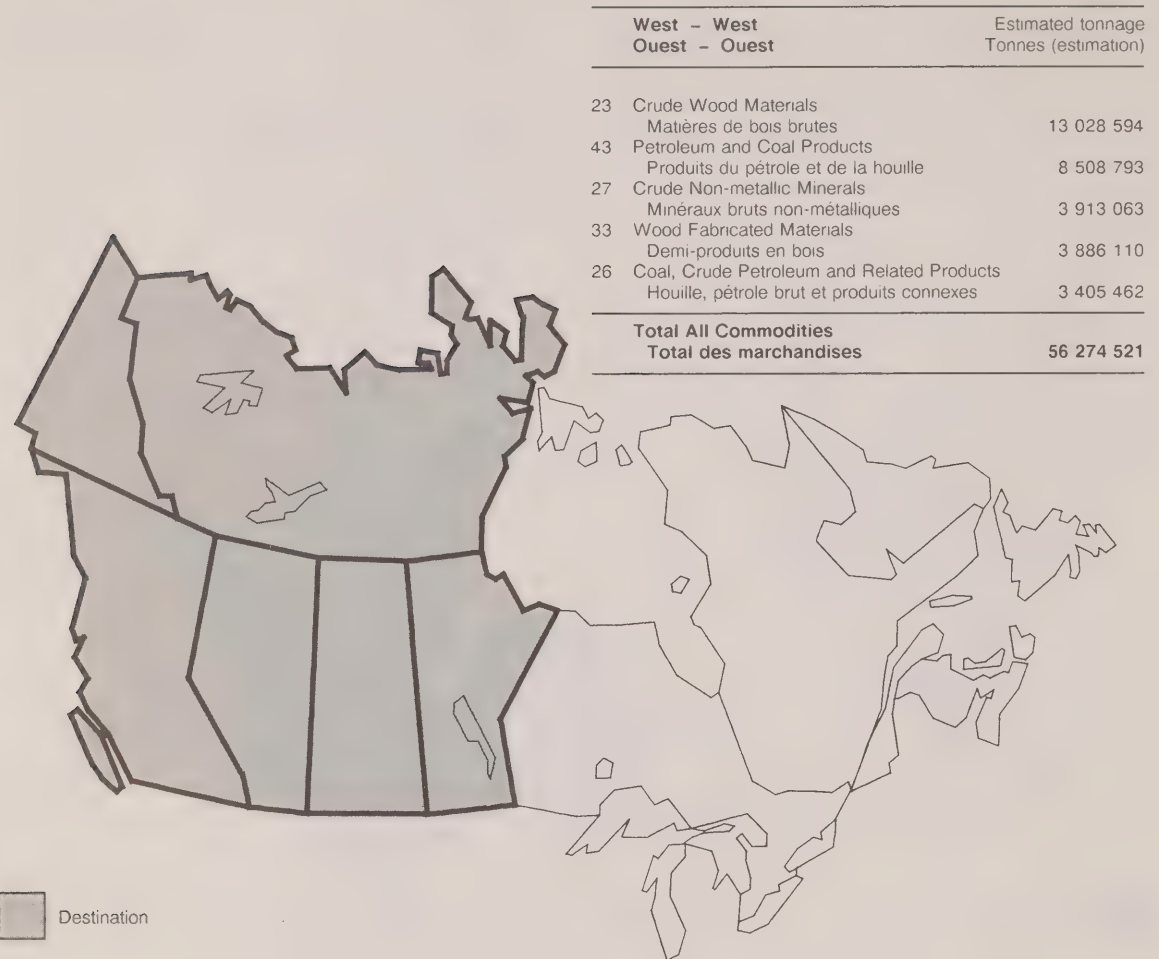 West – West Estimated tonnage
Ouest – Ouest Tonnes (estimation)
23 Crude Wood Materials
Matières de bois brutes 13 028 594
43 Petroleum and Coal Products
Produits du pétrole et de la houille 8 508 793
27 Crude Non-metallic Minerals
Minéraux bruts non-métalliques 3 913 063
33 Wood Fabricated Materials
Demi-produits en bois 3 886 110
26 Coal, Crude Petroleum and Related Products
Houille, pétrole brut et produits connexes 3 405 462
Total All Commodities
Total des marchandises 56 274 521
Destination